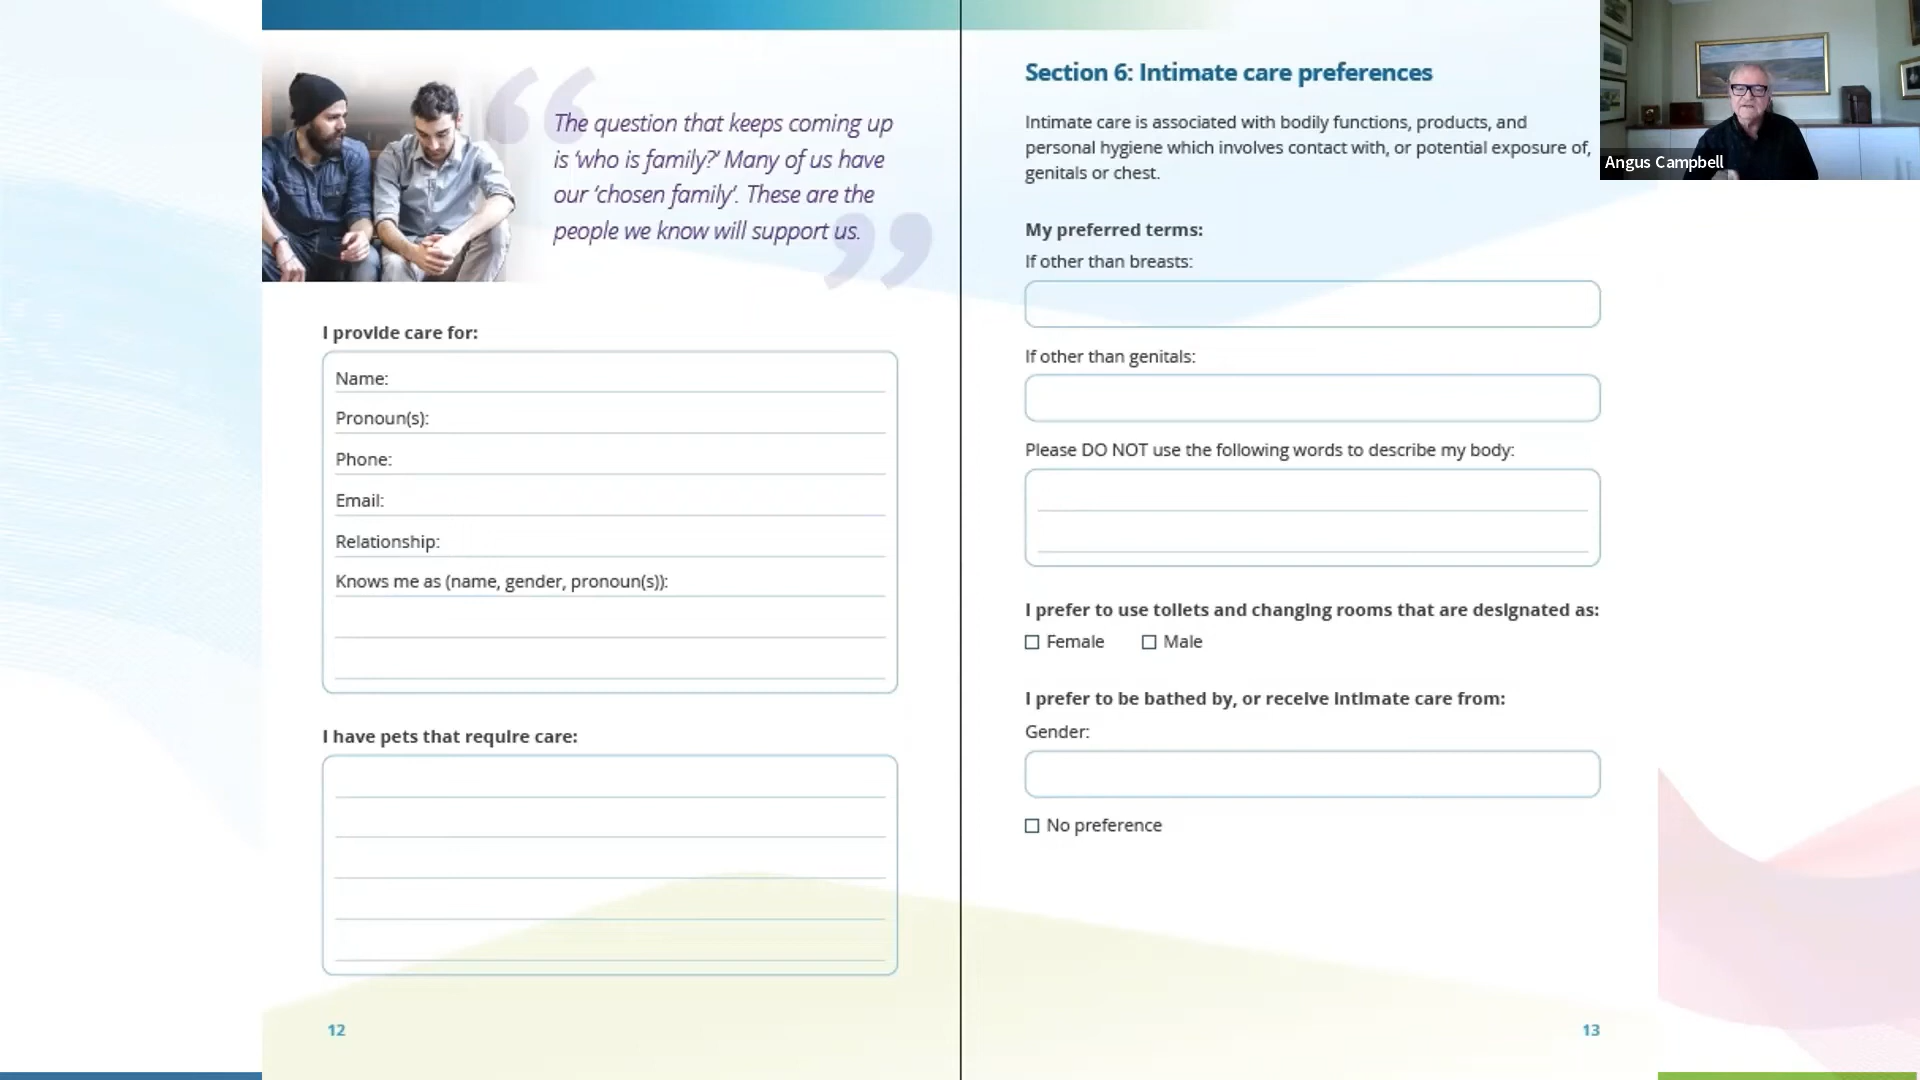 The question that keeps coming up
is ‘who is family?’ Many of us have
our ‘chosen family’. These are the
people we know will support us.
I provide care for:
Name:
Pronoun(s):
Phone:
Email:
Relationship:
Knows me as (name, gender, pronoun(s)):
I have pets that require care:
12
Section 6: Intimate care preferences
Intimate care is associated with bodily functions, products, and
personal hygiene which involves contact with, or potential exposure of,
genitals or chest.
My preferred terms:
If other than breasts:
If other than genitals:
Please DO NOT use the following words to describe my body:
I prefer to use toilets and changing rooms that are designated as:
Female Male
I prefer to be bathed by, or receive intimate care from:
Gender:
No preference
13
Angus Campbell